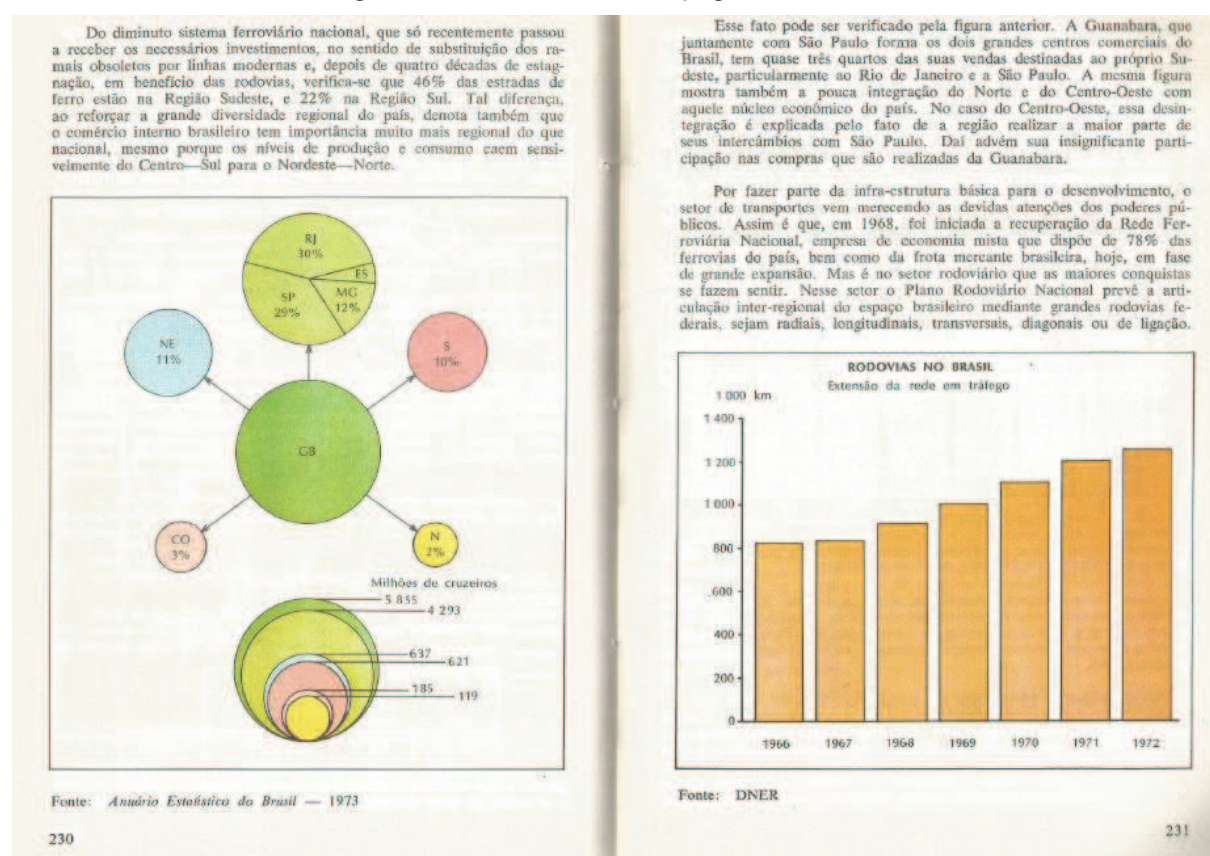 Do diminuto sistema ferroviário nacional, que só recentemente passou
a receber os necessários investimentos, no sentido de substituição dos ra-
mais obsoletos por linhas modernas e, depois de quatro décadas de estag-
nação, em benefício das rodovias, verifica-se que 46% das estradas de
ferro estão na Região Sudeste, e 22% na Região Sul. Tal diferença,
ao reforçar a grande diversidade regional do país, denota também que
o comércio interno brasileiro tem importância muito mais regional do que
nacional, mesmo porque os níveis de produção e consumo caem sensi-
velmente do Centro—Sul para o Nordeste—Norte.
RJ
30%
ES
SP
29%
MG
12%
NE
11%
S
10%
GB
CO
3%
N
2%
Milhões de cruzeiros
5 855
4 293
637
621
185
119
Fonte: Anuário Estatístico do Brasil — 1973
230
Esse fato pode ser verificado pela figura anterior. A Guanabara, que
juntamente com São Paulo forma os dois grandes centros comerciais do
Brasil, tem quase três quartos das suas vendas destinadas ao próprio Su-
deste, particularmente ao Rio de Janeiro e a São Paulo. A mesma figura
mostra também a pouca integração do Norte e do Centro-Oeste com
aquele núcleo econômico do país. No caso do Centro-Oeste, essa desin-
tegração é explicada pelo fato de a região realizar a maior parte de
seus intercâmbios com São Paulo. Daí advém sua insignificante parti-
cipação nas compras que são realizadas da Guanabara.
Por fazer parte da infra-estrutura básica para o desenvolvimento, o
setor de transportes vem merecendo as devidas atenções dos poderes pú-
blicos. Assim é que, em 1968, foi iniciada a recuperação da Rede Fer-
roviária Nacional, empresa de economia mista que dispõe de 78% das
ferrovias do país, bem como da frota mercante brasileira, hoje, em fase
de grande expansão. Mas é no setor rodoviário que as maiores conquistas
se fazem sentir. Nesse setor o Plano Rodoviário Nacional prevê a arti-
culação inter-regional do espaço brasileiro mediante grandes rodovias fe-
derais, sejam radiais, longitudinais, transversais, diagonais ou de ligação.
RODOVIAS NO BRASIL
Extensão da rede em tráfego
1 000 km
1 400
1 200
1 000
800
600
400
200
0
1966 1967 1968 1969 1970 1971 1972
Fonte: DNER
231